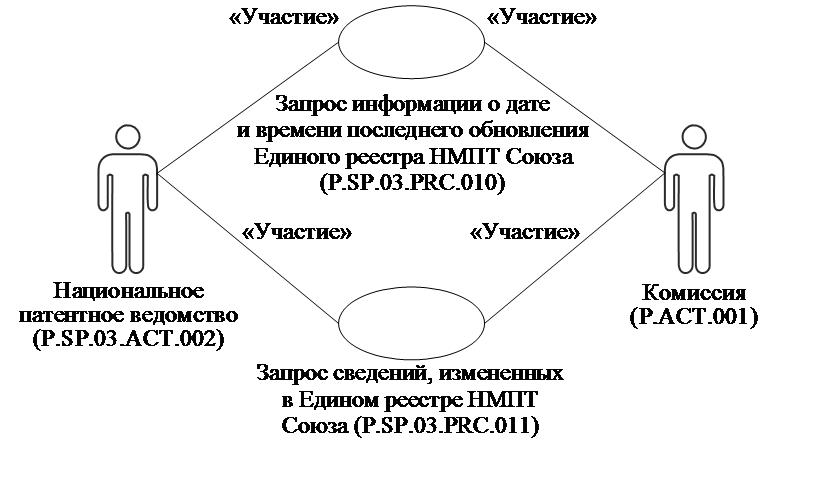 «Участие»
«Участие»
Запрос информации о дате
и времени последнего обновления
Единого реестра НМПТ Союза
(P.SP.03.PRC.010)
«Участие»
«Участие»
Национальное
патентное ведомство
(P.SP.03.ACT.002)
Комиссия
(P.ACT.001)
Запрос сведений, измененных
в Едином реестре НМПТ
Союза (P.SP.03.PRC.011)